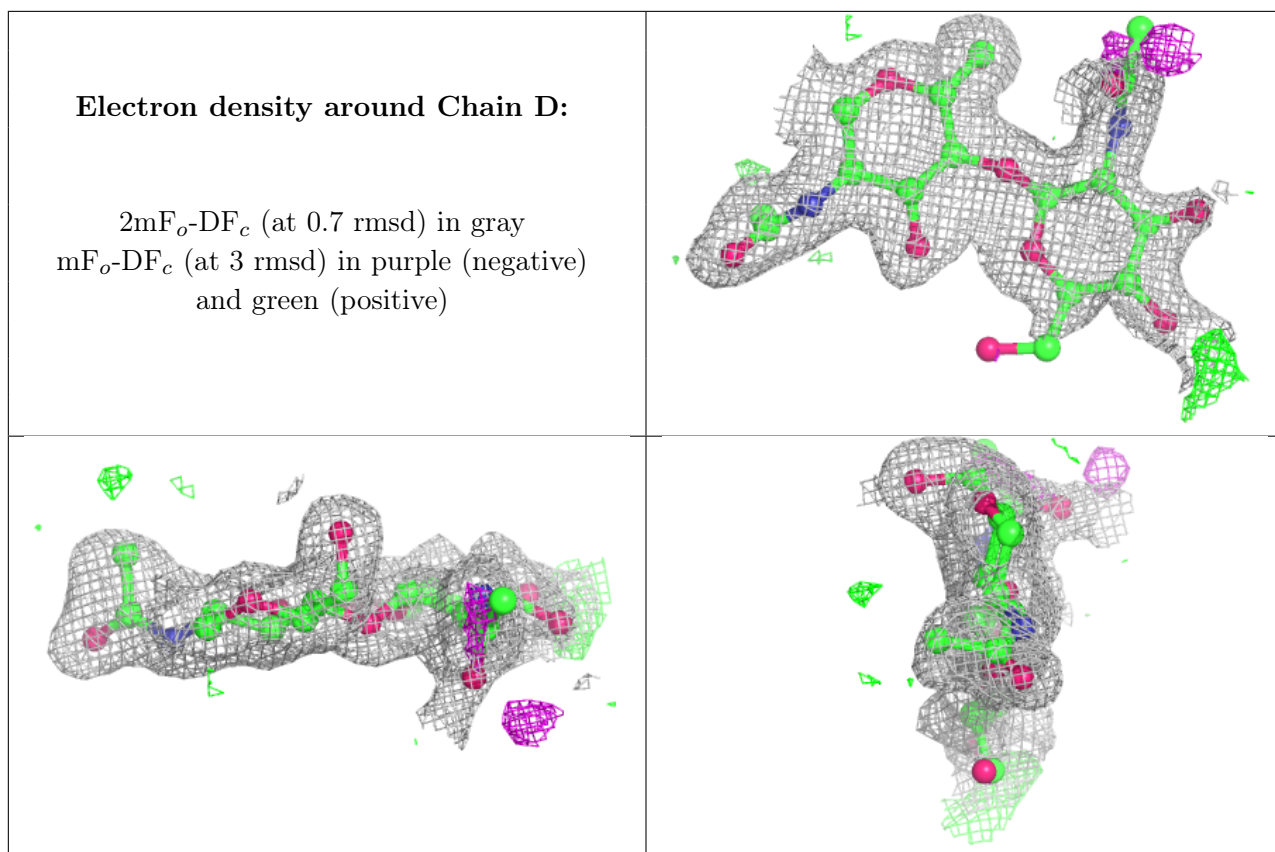 Electron density around Chain D:
2mFo-DFc (at 0.7 rmsd) in gray
mFo-DFc (at 3 rmsd) in purple (negative)
and green (positive)